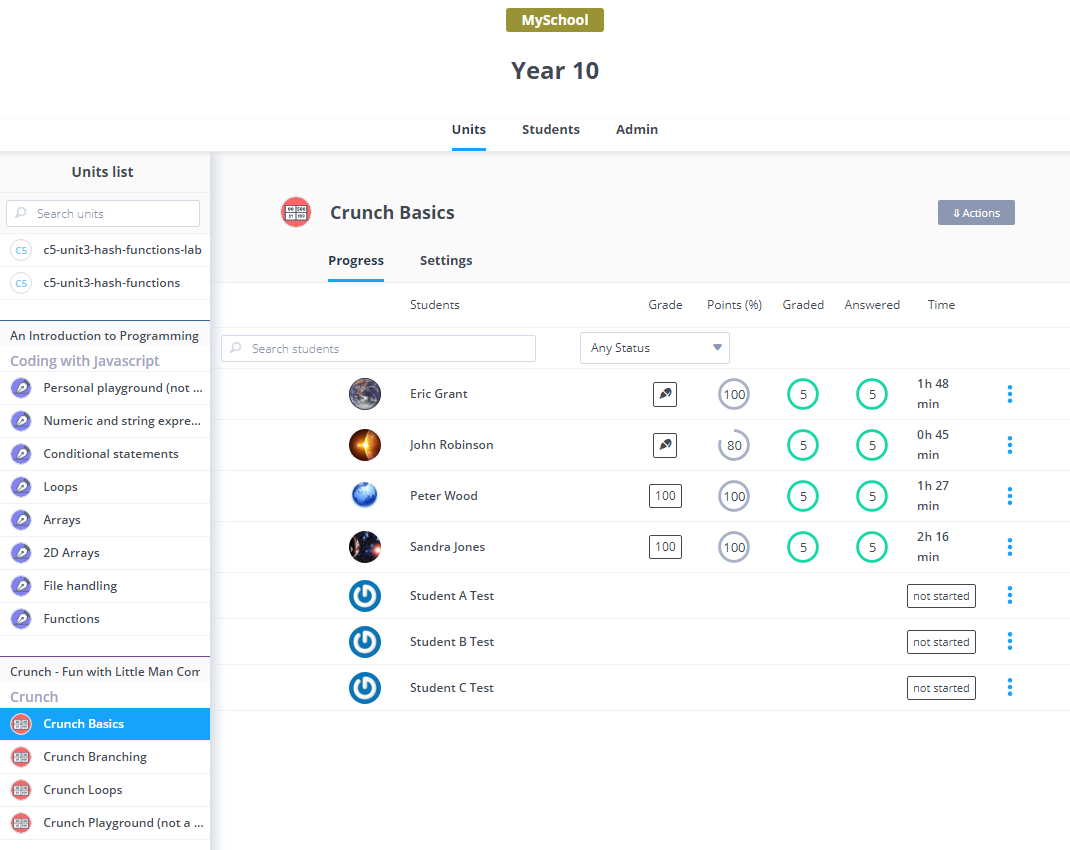 MySchool
Year 10
Units Students Admin
Units list
Search units
C5 c5-unit3-hash-functions-lab
C5 c5-unit3-hash-functions
An Introduction to Programming
Coding with Javascript
Personal playground (not ...
Numeric and string expre...
Conditional statements
Loops
Arrays
2D Arrays
File handling
Functions
Crunch - Fun with Little Man Com
Crunch
Crunch Basics
Crunch Branching
Crunch Loops
Crunch Playground (not a ...
Crunch Basics
⇓ Actions
Progress Settings
Students Grade Points (%) Graded Answered Time
Search students Any Status
Eric Grant 100 5 5 1h 48
min
John Robinson 80 5 5 0h 45
min
Peter Wood 100 100 5 5 1h 27
min
Sandra Jones 100 100 5 5 2h 16
min
Student A Test not started
Student B Test not started
Student C Test not started